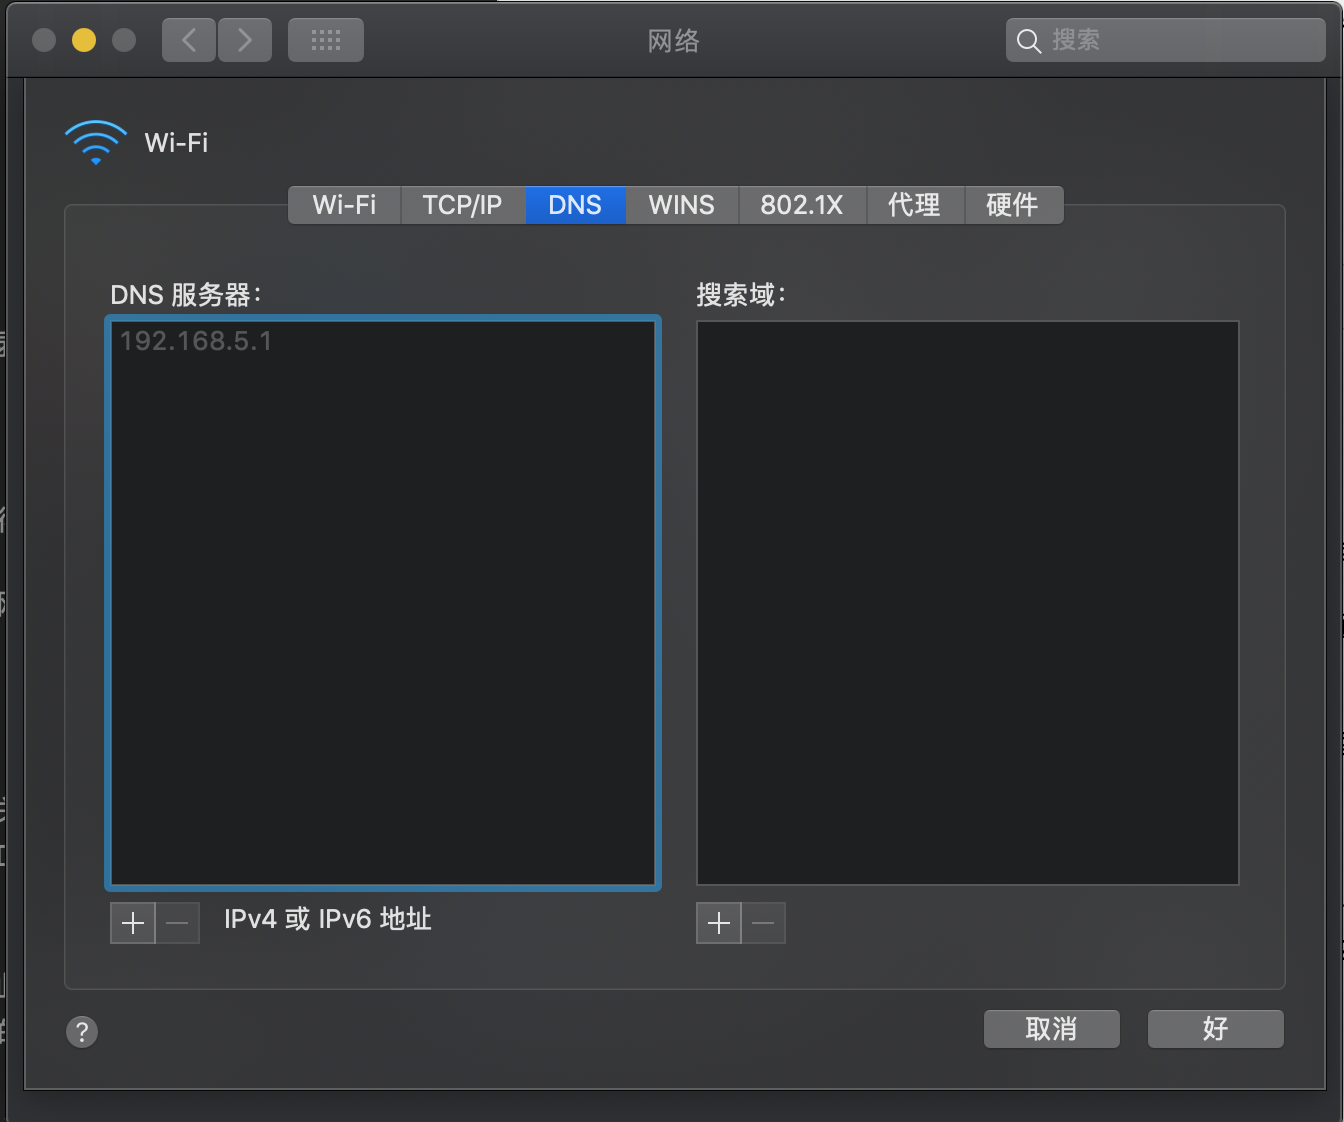 网络
搜索
Wi-Fi
Wi-Fi TCP/IP DNS WINS 802.1X 代理 硬件
DNS 服务器：
搜索域：
192.168.5.1
IPv4 或 IPv6 地址
?
取消
好